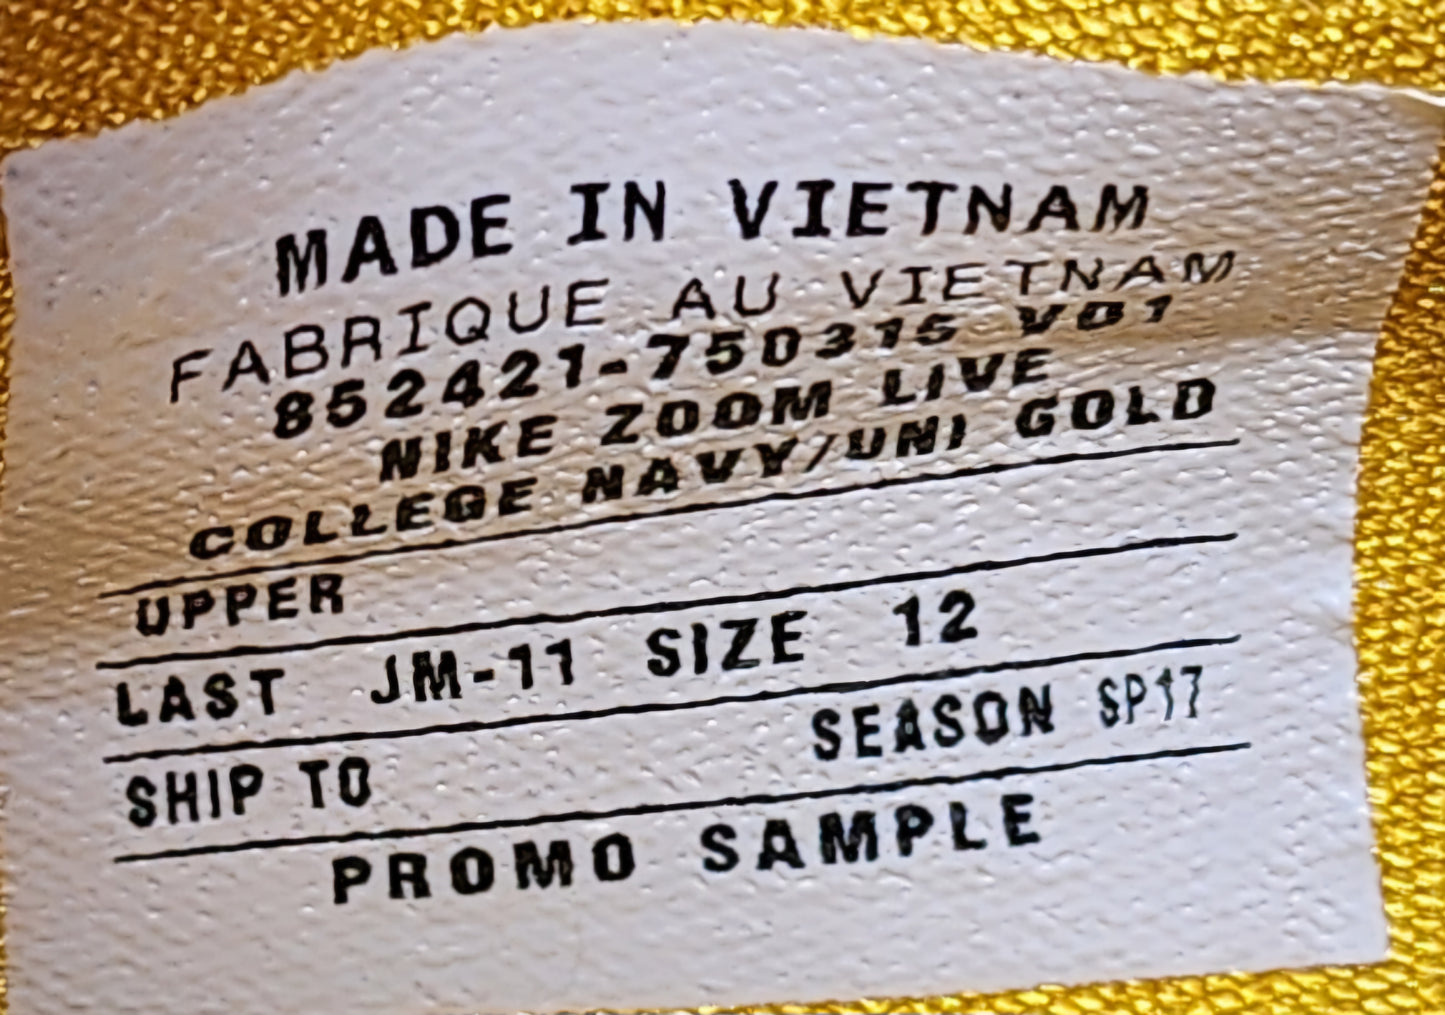 MADE IN VIETNAM
FABRIQUE AU VIETNAM
852421-750315 V01
NIKE ZOOM LIVE
COLLEGE NAVY/UNI GOLD
UPPER
LAST JM-11 SIZE 12
SHIP TO SEASON SP17
PROMO SAMPLE